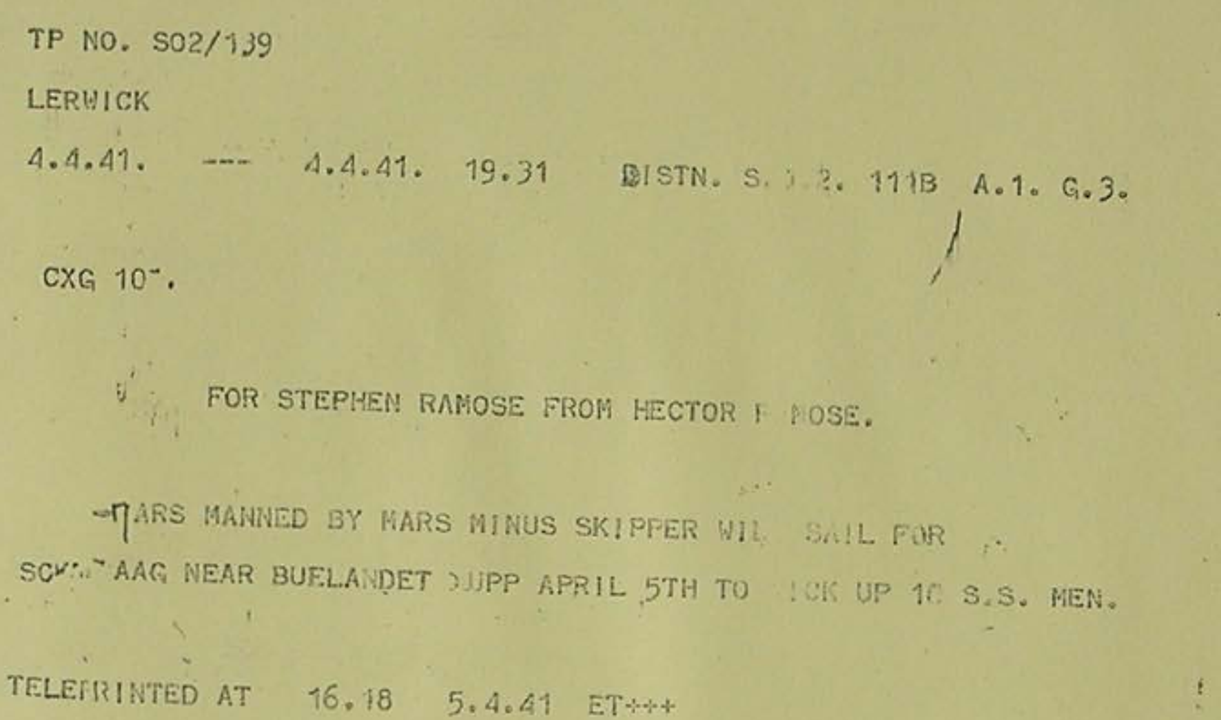 TP NO. SO2/139
LERWICK
4.4.41. --- 4.4.41. 19.31 DISTN. S. 2. 111B A.1. G.3.
CXG
FOR STEPHEN RAMOSE FROM HECTOR
MARS MANNED BY MARS MINUS SKIPPER SAIL FOR
NEAR BUELANDET APRIL 5TH TO UP 10 S.S. MEN.
TELEPRINTED AT 16.18 5.4.41 ET+++